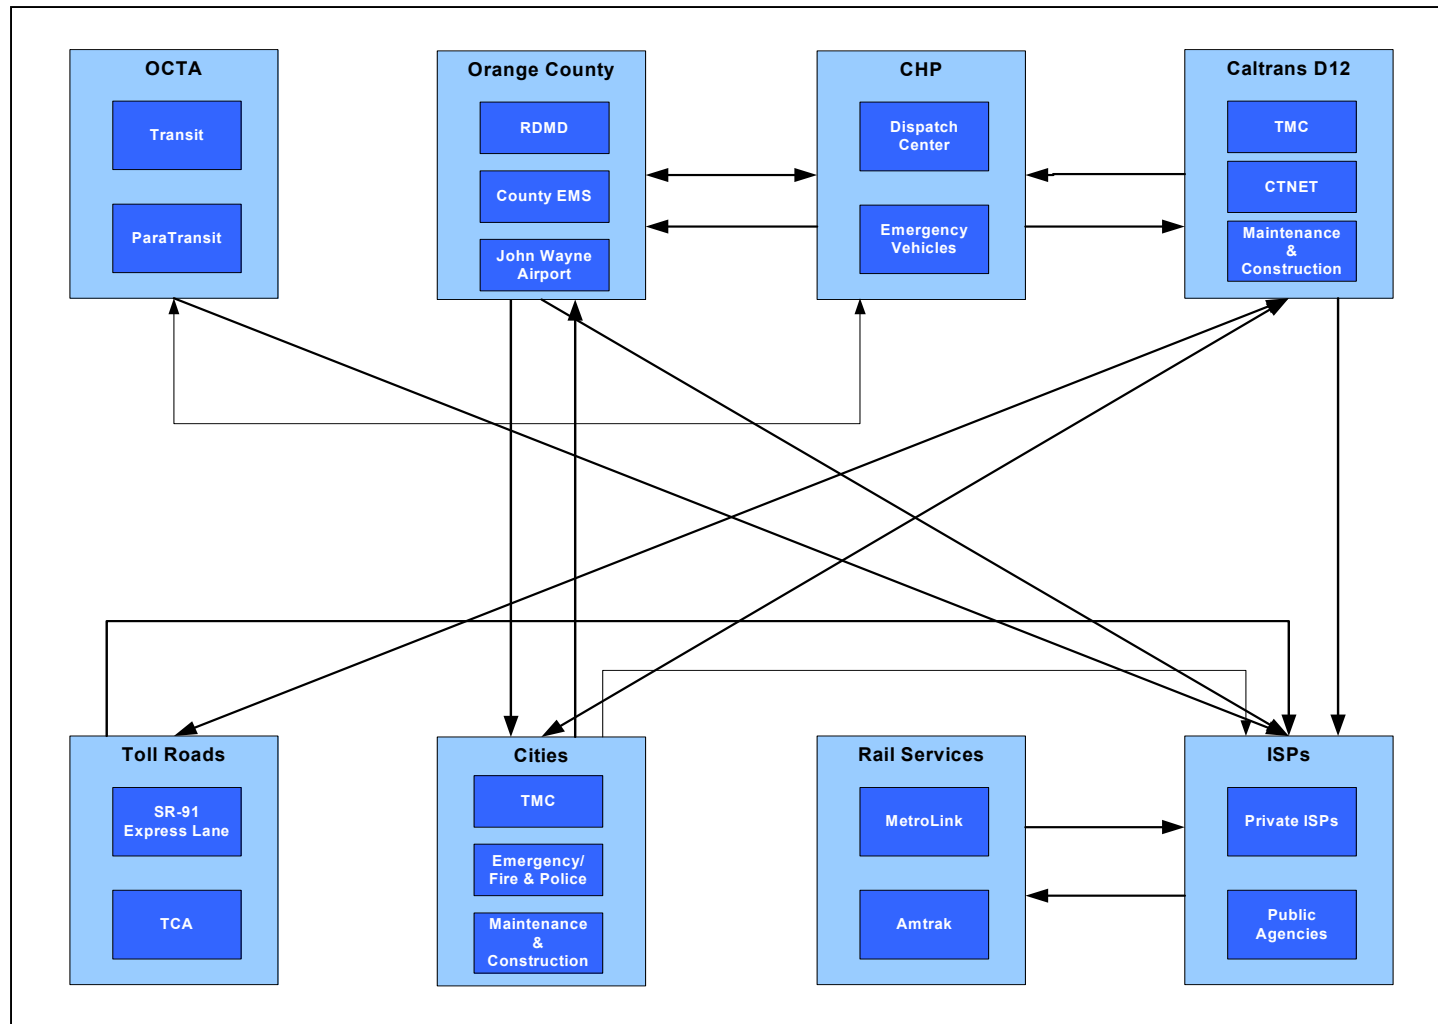 OCTA
Transit
ParaTransit
Orange County
RDMD
County EMS
John Wayne
Airport
CHP
Dispatch
Center
Emergency
Vehicles
Caltrans D12
TMC
CTNET
Maintenance
&
Construction
Toll Roads
SR-91
Express Lane
TCA
Cities
TMC
Emergency/
Fire & Police
Maintenance
&
Construction
Rail Services
MetroLink
Amtrak
ISPs
Private ISPs
Public
Agencies